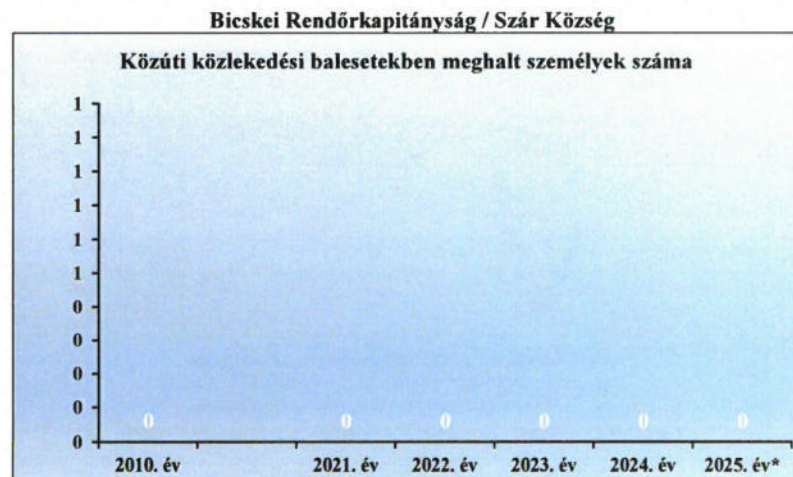 Bicskei Rendőrkapitányság / Szár Község
Közúti közlekedési balesetekben meghalt személyek száma
1
1
1
1
1
1
0
0
0
0
0
0 0 0 0 0 0
2010. év 2021. év 2022. év 2023. év 2024. év 2025. év*